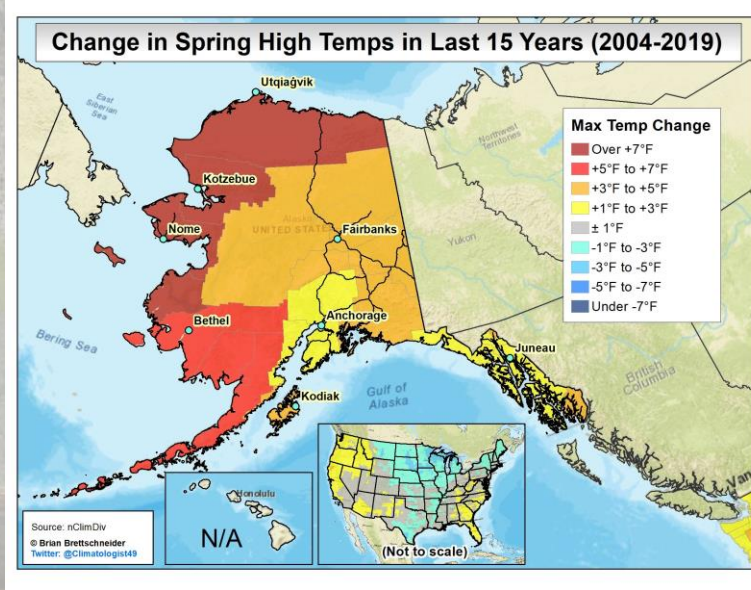 Change in Spring High Temps in Last 15 Years (2004-2019)
Utqiaġvik
East
Siberian
Sea
Northwest
Territories
Max Temp Change
Over +7°F
+5°F to +7°F
+3°F to +5°F
+1°F to +3°F
± 1°F
-1°F to -3°F
-3°F to -5°F
-5°F to -7°F
Under -7°F
Kotzebue
Nome
Alaska
UNITED STATES
Fairbanks
Yukon
Bethel
Anchorage
Bering Sea
Juneau
British
Columbia
Kodiak
Gulf of
Alaska
Honolulu
N/A
(Not to scale)
Van
Source: nClimDiv
© Brian Brettschneider
Twitter: @Climatologist49